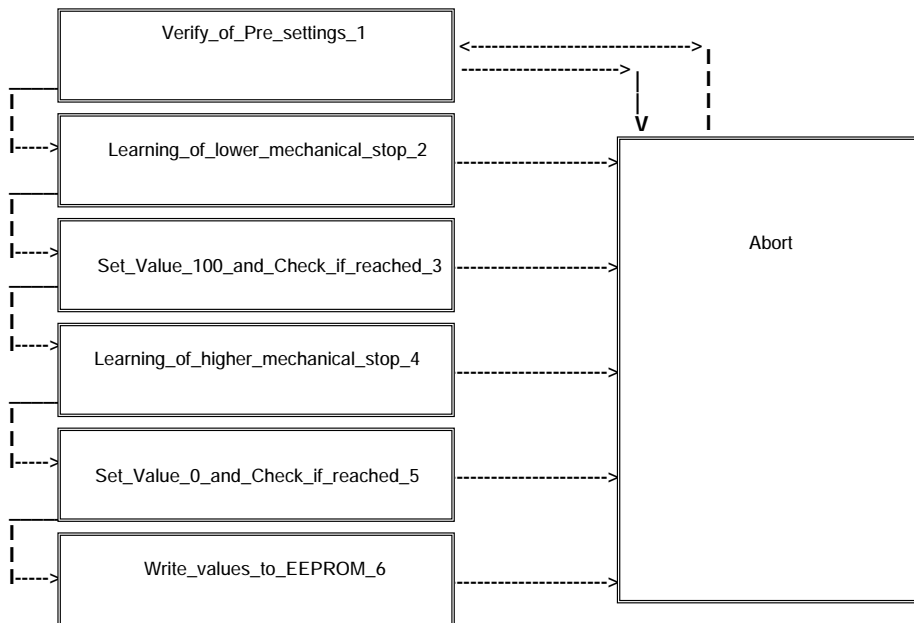 Verify_of_Pre_settings_1
Learning_of_lower_mechanical_stop_2
Abort
Set_Value_100_and_Check_if_reached_3
Learning_of_higher_mechanical_stop_4
Set_Value_0_and_Check_if_reached_5
Write_values_to_EEPROM_6